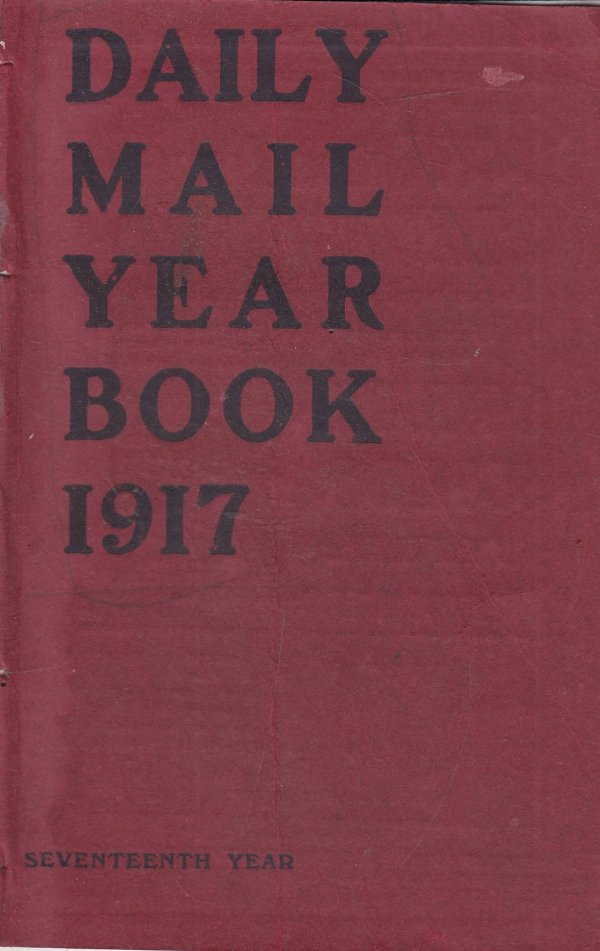 DAILY
MAIL
YEAR
BOOK
1917
SEVENTEENTH YEAR